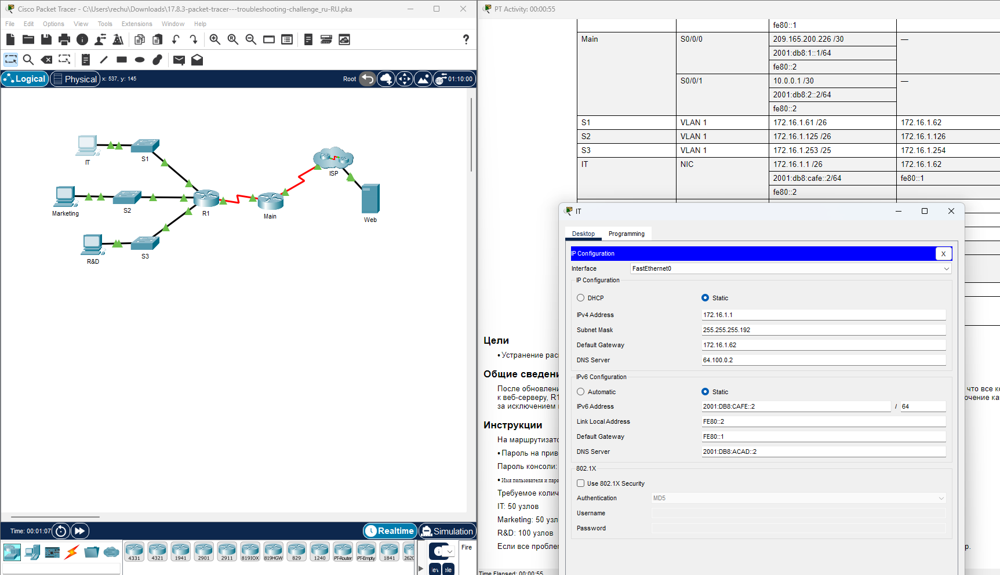 Cisco Packet Tracer - C:\Users\rechu\Downloads\17.8.3-packet-tracer---troubleshooting-challenge_ru-RU.pka
File Edit Options View Tools Extensions Window Help
Logical
Physical
x: 537, y: 145
Root
01:10:00
IT
S1
ISP
Marketing
S2
R1
Main
Web
R&D
S3
Time: 00:01:07
Realtime
Simulation
4331
4321
1941
2901
2911
819IOX
819HGW
829
1240
PT-Router
PT-Empty
1841
2620
Fire
PT Activity: 00:00:55
fe80::1
Main S0/0/0 209.165.200.226 /30 —
2001:db8:1::1/64
fe80::2
S0/0/1 10.0.0.1 /30 —
2001:db8:2::2/64
fe80::2
S1 VLAN 1 172.16.1.61 /26 172.16.1.62
S2 VLAN 1 172.16.1.125 /26 172.16.1.126
S3 VLAN 1 172.16.1.253 /25 172.16.1.254
IT NIC 172.16.1.1 /26 172.16.1.62
2001:db8:cafe::2/64 fe80::1
fe80::2
Цели
• Устранение рас
Общие сведени
После обновлени что все к
к веб-серверу, R1 очение ка
за исключением
Инструкции
На маршрутизато
• Пароль на прив
Пароль консоли:
• Имя пользователя и паро
Требуемое колич
IT: 50 узлов
Marketing: 50 узл
R&D: 100 узлов
Если все пробле р.
Time Elapsed: 00:00:55
IT
Desktop Programming
IP Configuration X
Interface FastEthernet0
IP Configuration
DHCP Static
IPv4 Address 172.16.1.1
Subnet Mask 255.255.255.192
Default Gateway 172.16.1.62
DNS Server 64.100.0.2
IPv6 Configuration
Automatic Static
IPv6 Address 2001:DB8:CAFE::2 / 64
Link Local Address FE80::2
Default Gateway FE80::1
DNS Server 2001:DB8:ACAD::2
802.1X
Use 802.1X Security
Authentication MD5
Username
Password